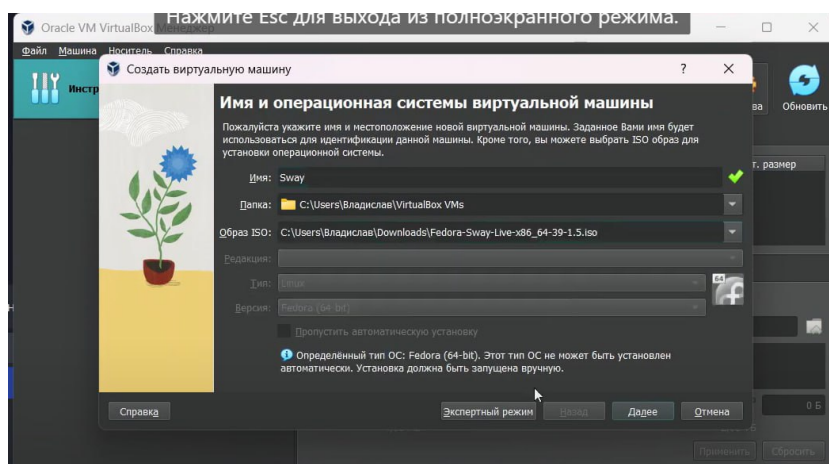 Нажмите Esc для выхода из полноэкранного режима.
Oracle VM VirtualBox Менеджер
Файл Машина Носитель Справка
Инстр
Обновить
Создать виртуальную машину
?
Имя и операционная системы виртуальной машины
Пожалуйста укажите имя и местоположение новой виртуальной машины. Заданное Вами имя будет
использоваться для идентификации данной машины. Кроме того, вы можете выбрать ISO образ для
установки операционной системы.
Имя: Sway
Папка: C:\Users\Владислав\VirtualBox VMs
Образ ISO: C:\Users\Владислав\Downloads\Fedora-Sway-Live-x86_64-39-1.5.iso
Редакция:
Тип: Linux
64
Версия: Fedora (64-bit)
Пропустить автоматическую установку
Определённый тип ОС: Fedora (64-bit). Этот тип ОС не может быть установлен
автоматически. Установка должна быть запущена вручную.
Справка Экспертный режим Назад Далее Отмена
т. размер
0 Б
Применить Сбросить